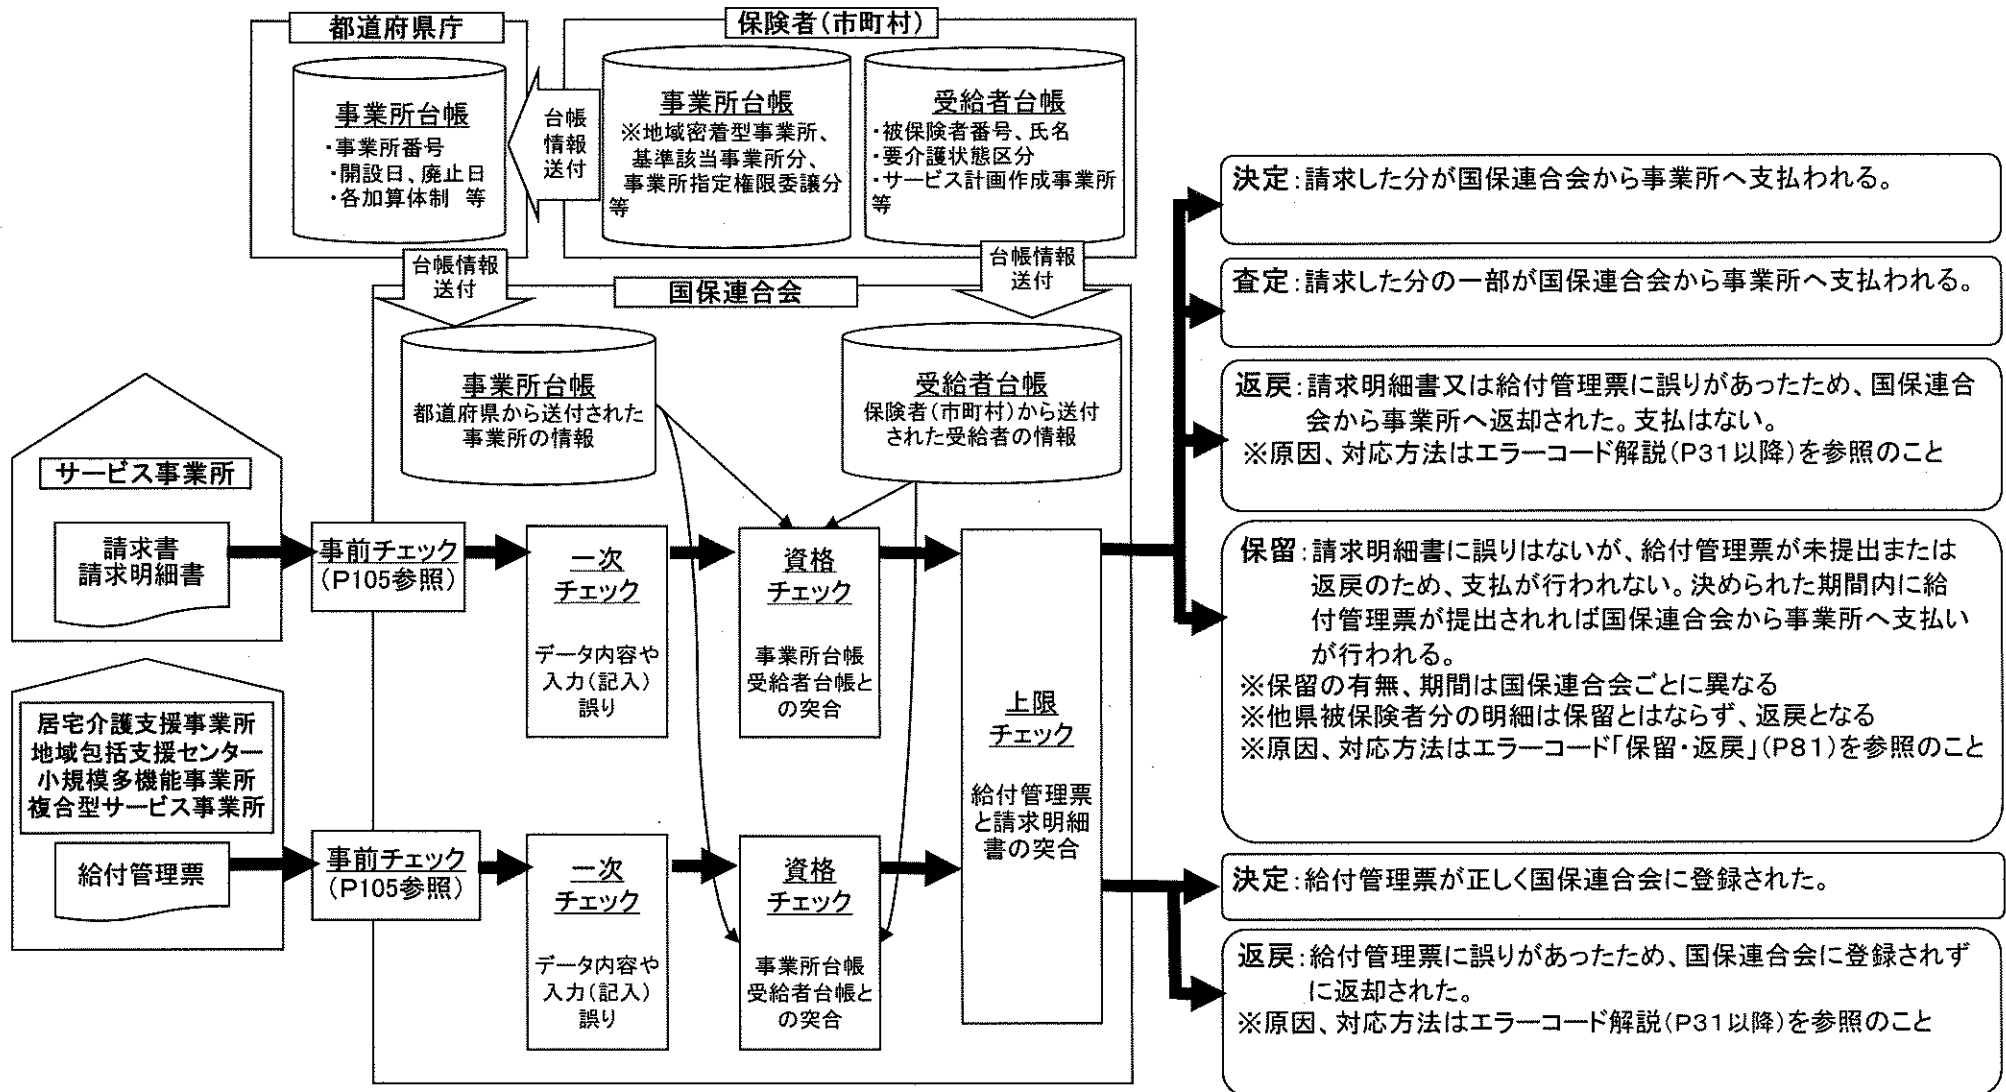 都道府県庁
事業所台帳
・事業所番号
・開設日、廃止日
・各加算体制 等
台帳
情報
送付
保険者(市町村)
事業所台帳
※地域密着型事業所、
基準該当事業所分、
事業所指定権限委譲分
等
受給者台帳
・被保険者番号、氏名
・要介護状態区分
・サービス計画作成事業所
等
台帳情報
送付
台帳情報
送付
国保連合会
事業所台帳
都道府県から送付された
事業所の情報
受給者台帳
保険者(市町村)から送付
された受給者の情報
サービス事業所
請求書
請求明細書
事前チェック
(P105参照)
一次
チェック
データ内容や
入力(記入)
誤り
資格
チェック
事業所台帳
受給者台帳と
の突合
居宅介護支援事業所
地域包括支援センター
小規模多機能事業所
複合型サービス事業所
給付管理票
事前チェック
(P105参照)
一次
チェック
データ内容や
入力(記入)
誤り
資格
チェック
事業所台帳
受給者台帳と
の突合
上限
チェック
給付管理票
と請求明細
書の突合
決定:請求した分が国保連合会から事業所へ支払われる。
査定:請求した分の一部が国保連合会から事業所へ支払われる。
返戻:請求明細書又は給付管理票に誤りがあったため、国保連合
会から事業所へ返却された。支払はない。
※原因、対応方法はエラーコード解説(P31以降)を参照のこと
保留:請求明細書に誤りはないが、給付管理票が未提出または
返戻のため、支払が行われない。決められた期間内に給
付管理票が提出されれば国保連合会から事業所へ支払い
が行われる。
※保留の有無、期間は国保連合会ごとに異なる
※他県被保険者分の明細は保留とはならず、返戻となる
※原因、対応方法はエラーコード「保留・返戻」(P81)を参照のこと
決定:給付管理票が正しく国保連合会に登録された。
返戻:給付管理票に誤りがあったため、国保連合会に登録されず
に返却された。
※原因、対応方法はエラーコード解説(P31以降)を参照のこと